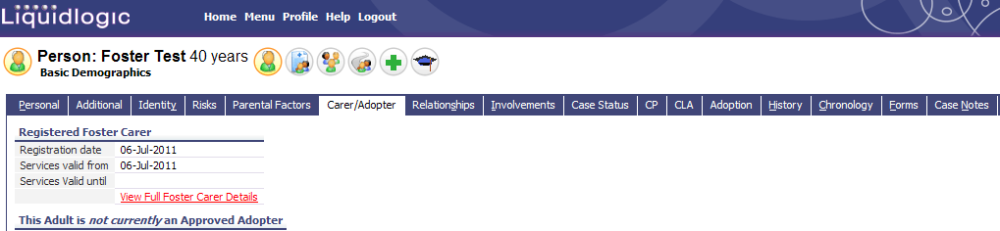 Liquidlogic Home Menu Profile Help Logout
Person: Foster Test 40 years
Basic Demographics
Personal Additional Identity Risks Parental Factors Carer/Adopter Relationships Involvements Case Status CP CLA Adoption History Chronology Forms Case Notes
Registered Foster Carer
Registration date 06-Jul-2011
Services valid from 06-Jul-2011
Services Valid until
View Full Foster Carer Details
This Adult is not currently an Approved Adopter